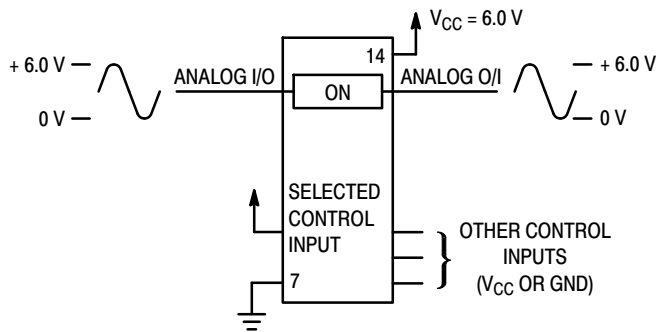 V_CC = 6.0 V
14
+ 6.0 V
ANALOG I/O
ON
ANALOG O/I
+ 6.0 V
0 V
0 V
SELECTED
CONTROL
INPUT
OTHER CONTROL
INPUTS
(V_CC OR GND)
7